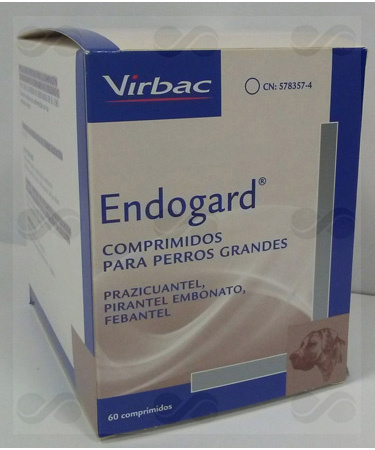 Virbac
CN: 578357-4
Endogard®
COMPRIMIDOS
PARA PERROS GRANDES
PRAZICUANTEL,
PIRANTEL EMBONATO,
FEBANTEL
60 comprimidos